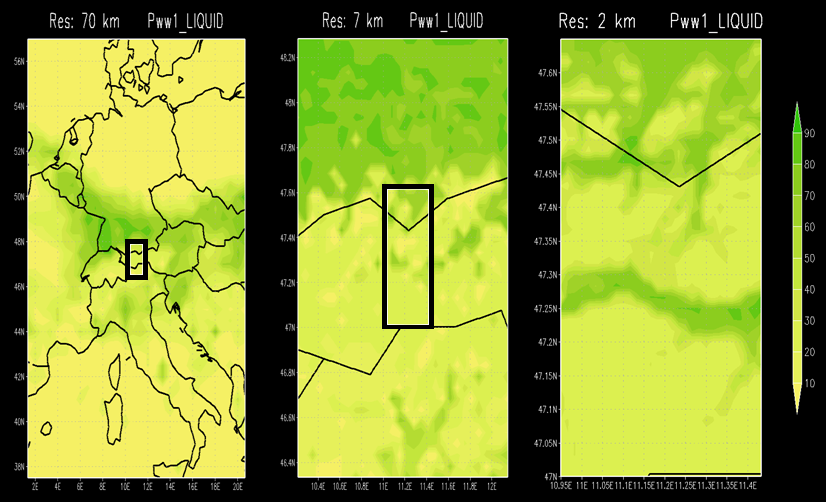 Res: 70 km Pww1_LIQUID
Res: 7 km Pww1_LIQUID
Res: 2 km Pww1_LIQUID
56N
54N
52N
50N
48N
46N
44N
42N
40N
38N
2E 4E 6E 8E 10E 12E 14E 16E 18E 20E
48.2N
48N
47.8N
47.6N
47.4N
47.2N
47N
46.8N
46.6N
46.4N
10.4E 10.6E 10.8E 11E 11.2E 11.4E 11.6E 11.8E 12E
47.6N
47.55N
47.5N
47.45N
47.4N
47.35N
47.3N
47.25N
47.2N
47.15N
47.1N
47.05N
47N
10.95E 11E 11.05E 11.1E 11.15E 11.2E 11.25E 11.3E 11.35E 11.4E
90
80
70
60
50
40
30
20
10